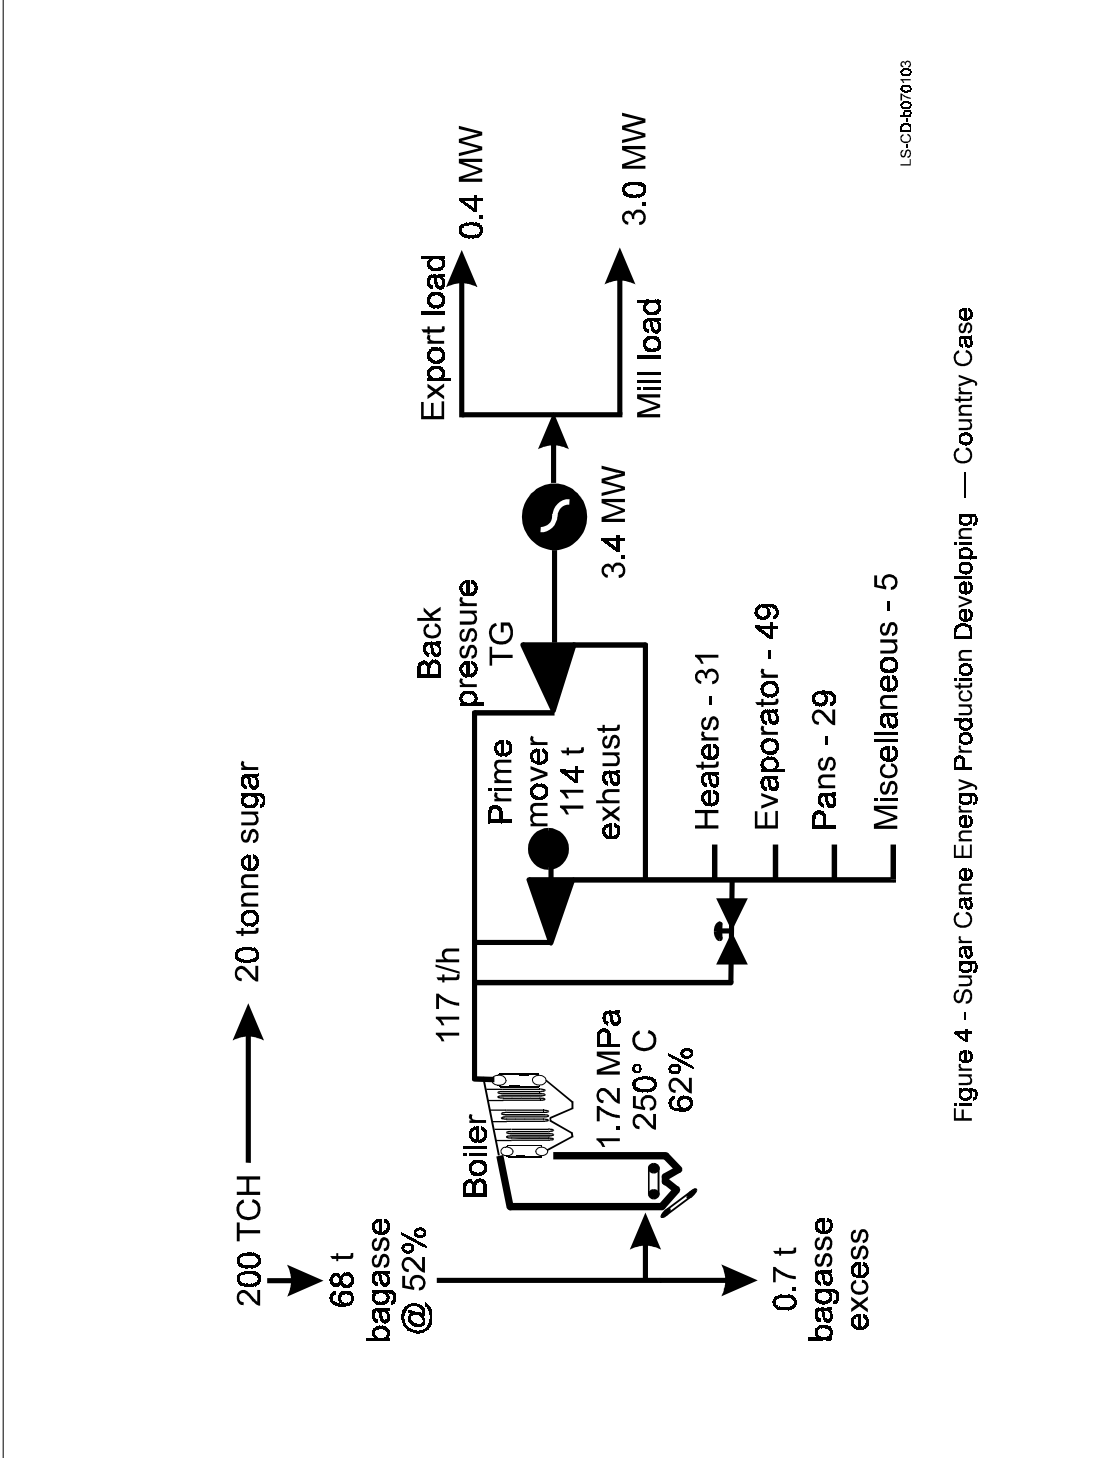 200 TCH
20 tonne sugar
68 t
bagasse
@ 52%
Boiler
117 t/h
Back
pressure
TG
Export load
0.4 MW
Prime
mover
114 t
exhaust
3.4 MW
Mill load
3.0 MW
1.72 MPa
250° C
62%
Heaters - 31
Evaporator - 49
Pans - 29
Miscellaneous - 5
0.7 t
bagasse
excess
LS-CD-b070103
Figure 4 - Sugar Cane Energy Production Developing — Country Case